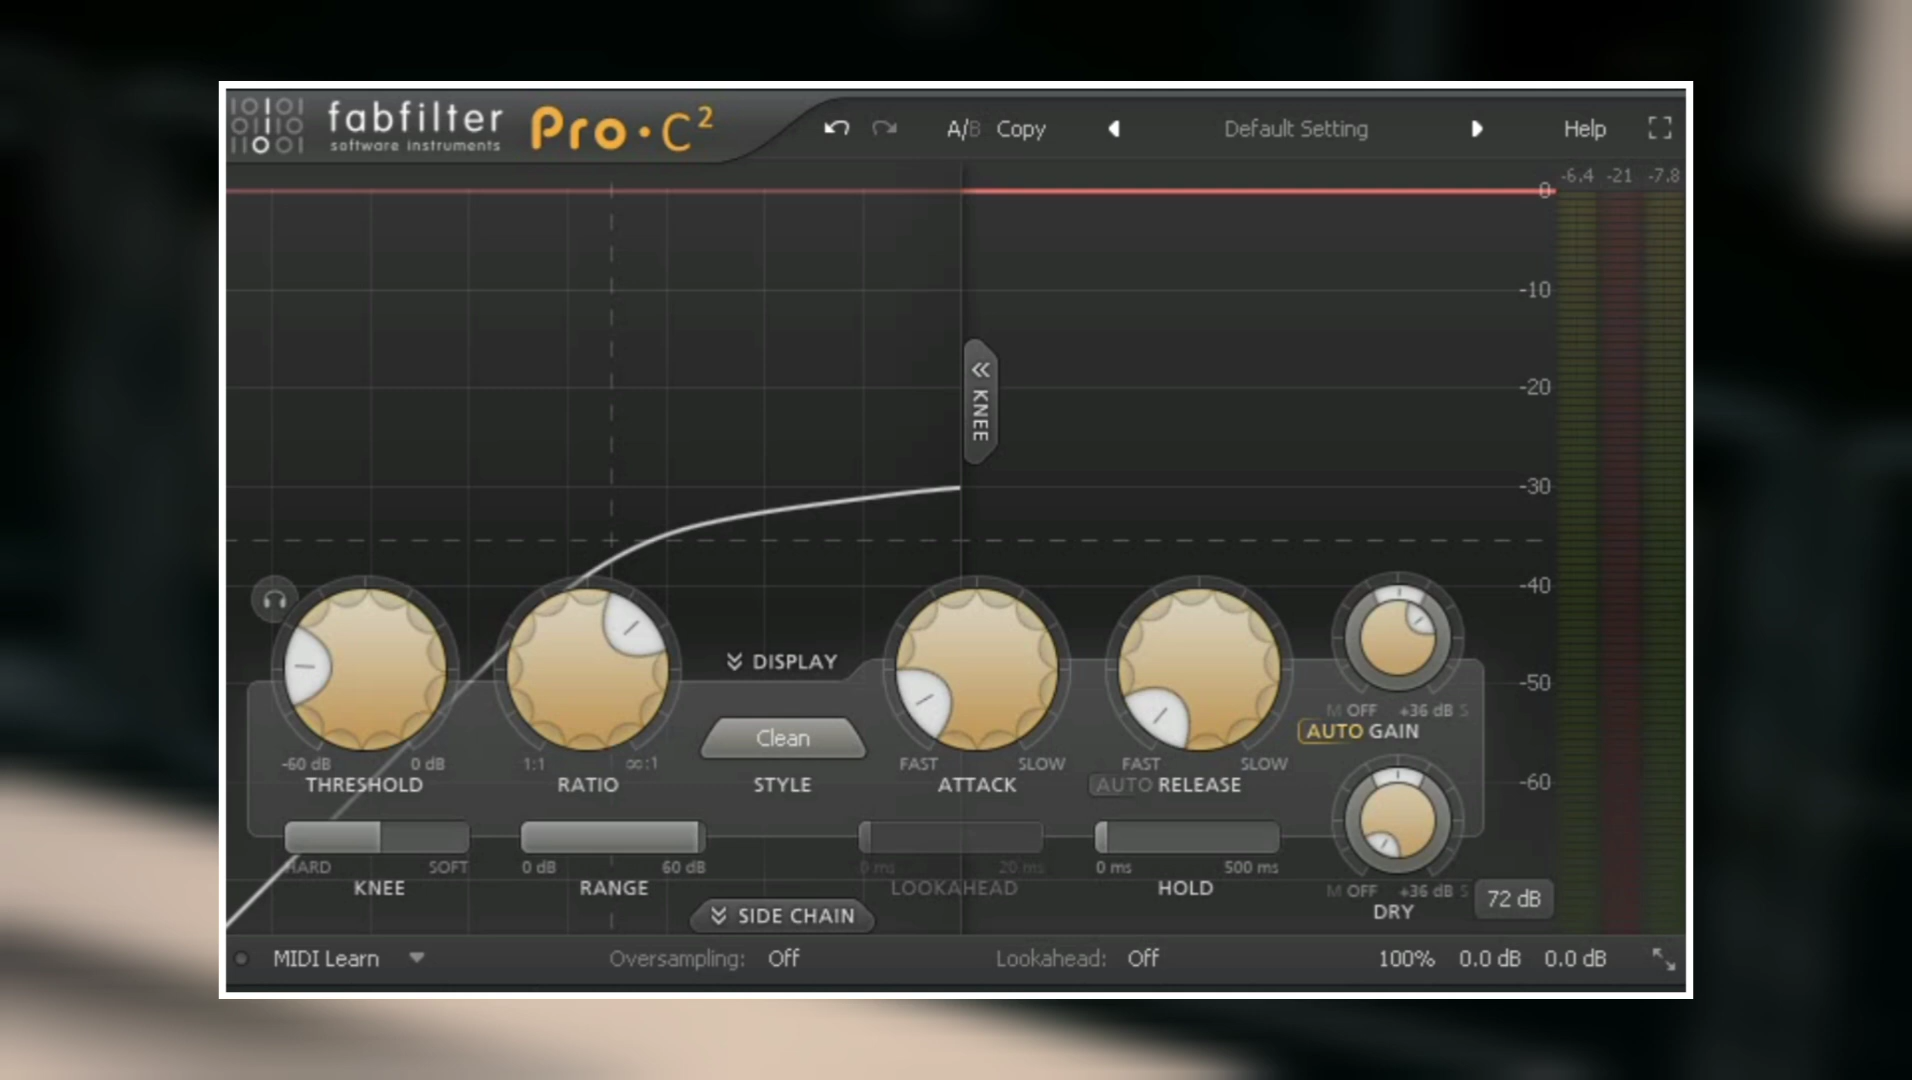 fabfilter
software instruments
Pro·C²
A/B Copy
Default Setting
Help
-6.4 -21 -7.8
0
-10
-20
KNEE
-30
-40
DISPLAY
-50
M OFF +36 dB S
AUTO GAIN
Clean
-60 dB 0 dB
THRESHOLD
1:1 ∞:1
RATIO
STYLE
FAST SLOW
ATTACK
FAST SLOW
AUTO RELEASE
-60
HARD SOFT
KNEE
0 dB 60 dB
RANGE
0 ms 20 ms
LOOKAHEAD
0 ms 500 ms
HOLD
M OFF +36 dB S
DRY
72 dB
SIDE CHAIN
MIDI Learn
Oversampling: Off
Lookahead: Off
100% 0.0 dB 0.0 dB